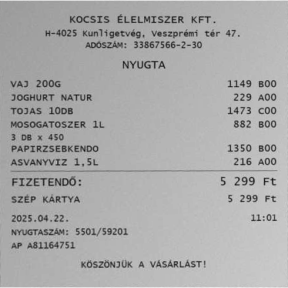 KOCSIS ÉLELMISZER KFT.
H-4025 Kunligetvég, Veszprémi tér 47.
ADÓSZÁM: 33867566-2-30
NYUGTA
VAJ 200G 1149 B00
JOGHURT NATUR 229 A00
TOJAS 10DB 1473 C00
MOSOGATOSZER 1L 882 B00
3 DB x 450
PAPIRZSEBKENDO 1350 B00
ASVANYVIZ 1,5L 216 A00
FIZETENDŐ: 5 299 Ft
SZÉP KÁRTYA 5 299 Ft
2025.04.22. 11:01
NYUGTASZÁM: 5501/59201
AP A81164751
KÖSZÖNJÜK A VÁSÁRLÁST!